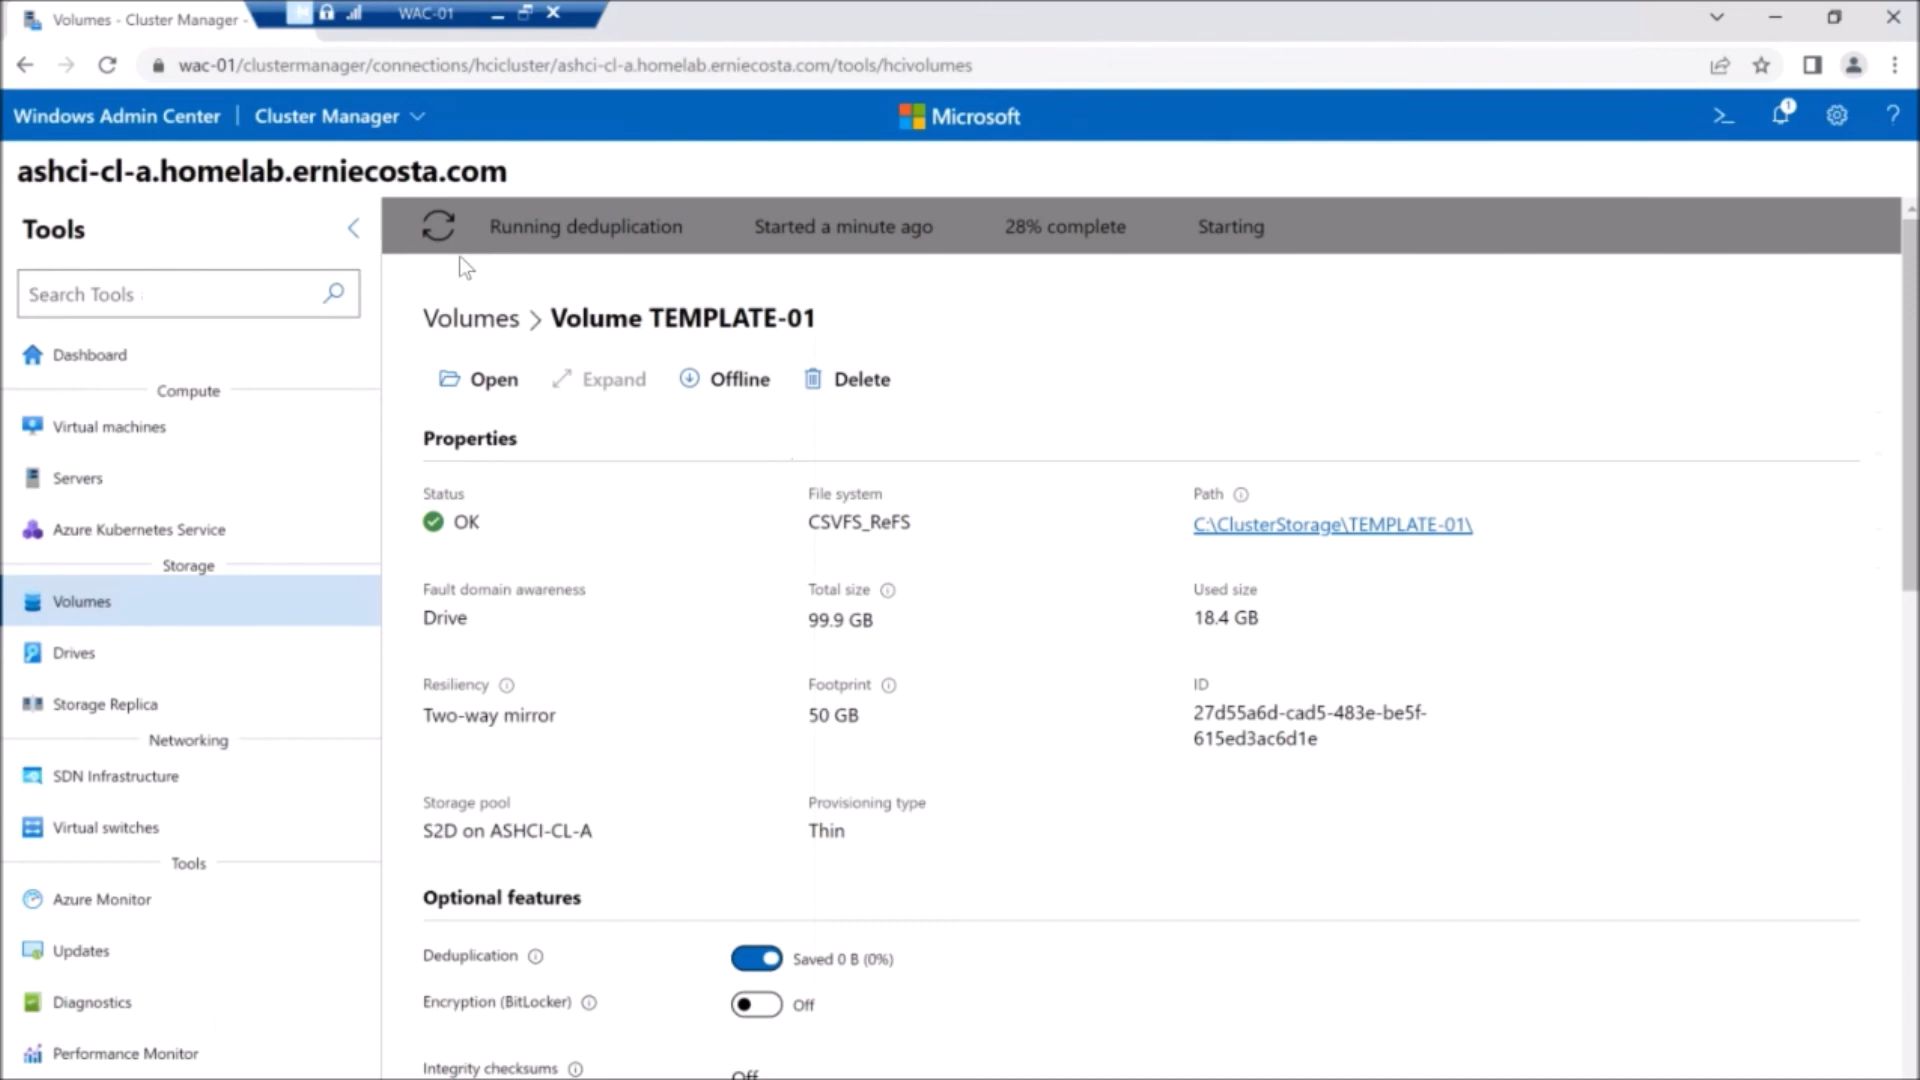 Volumes - Cluster Manager -
WAC-01
wac-01/clustermanager/connections/hcicluster/ashci-cl-a.homelab.erniecosta.com/tools/hcivolumes
Windows Admin Center | Cluster Manager
Microsoft
1
?
ashci-cl-a.homelab.erniecosta.com
Tools
Search Tools
Dashboard
Compute
Virtual machines
Servers
Azure Kubernetes Service
Storage
Volumes
Drives
Storage Replica
Networking
SDN Infrastructure
Virtual switches
Tools
Azure Monitor
Updates
Diagnostics
Performance Monitor
Running deduplication Started a minute ago 28% complete Starting
Volumes > Volume TEMPLATE-01
Open Expand Offline Delete
Properties
Status File system Path
OK CSVFS_ReFS C:\ClusterStorage\TEMPLATE-01\
Fault domain awareness Total size Used size
Drive 99.9 GB 18.4 GB
Resiliency Footprint ID
Two-way mirror 50 GB 27d55a6d-cad5-483e-be5f-
615ed3ac6d1e
Storage pool Provisioning type
S2D on ASHCI-CL-A Thin
Optional features
Deduplication Saved 0 B (0%)
Encryption (BitLocker) Off
Integrity checksums Off